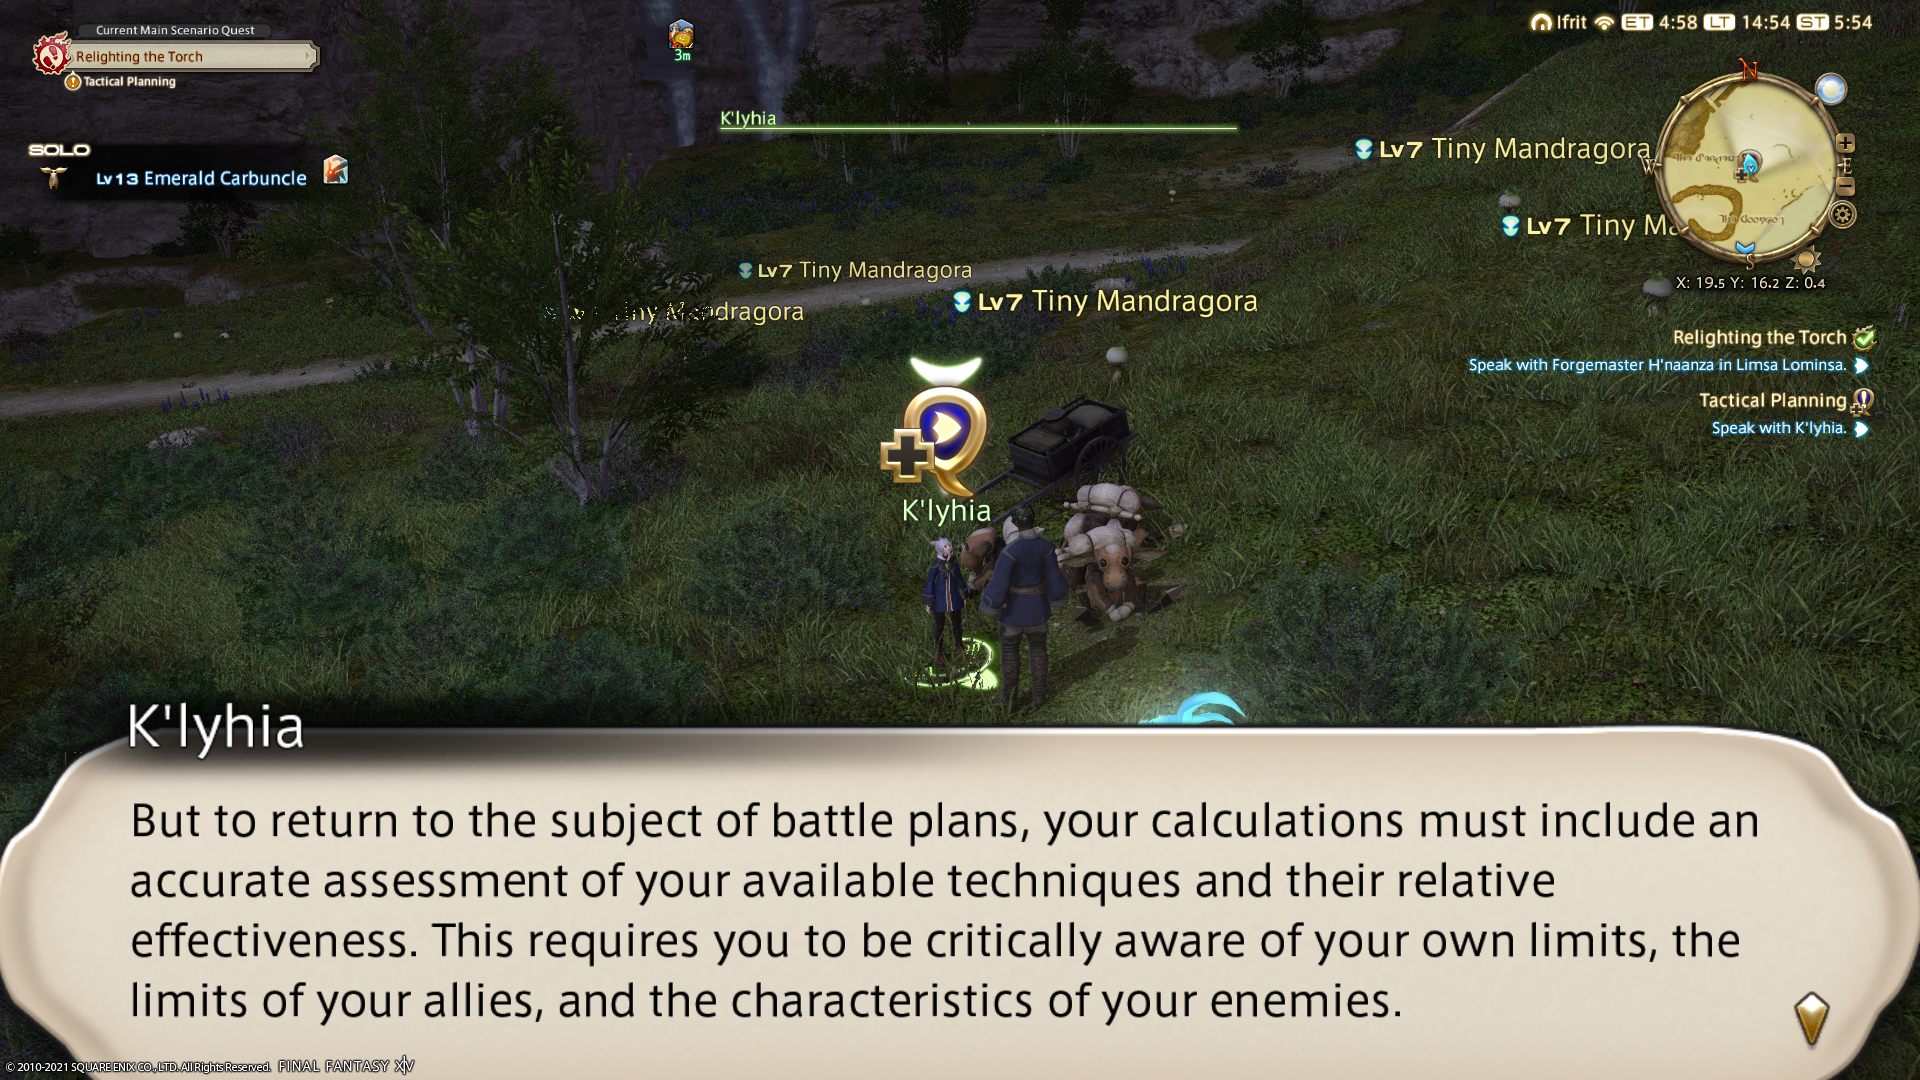 Current Main Scenario Quest
Relighting the Torch
Tactical Planning
3m
Ifrit ET 4:58 LT 14:54 ST 5:54
N
W
E
S
X: 19.5 Y: 16.2 Z: 0.4
SOLO
Lv13 Emerald Carbuncle
K'lyhia
Lv7 Tiny Mandragora
Lv7 Tiny Ma
Lv7 Tiny Mandragora
Lv7 Tiny Mandragora
Tiny Mandragora
Relighting the Torch
Speak with Forgemaster H'naanza in Limsa Lominsa.
Tactical Planning
Speak with K'lyhia.
K'lyhia
K'lyhia
But to return to the subject of battle plans, your calculations must include an
accurate assessment of your available techniques and their relative
effectiveness. This requires you to be critically aware of your own limits, the
limits of your allies, and the characteristics of your enemies.
© 2010-2021 SQUARE ENIX CO., LTD. All Rights Reserved. FINAL FANTASY XIV